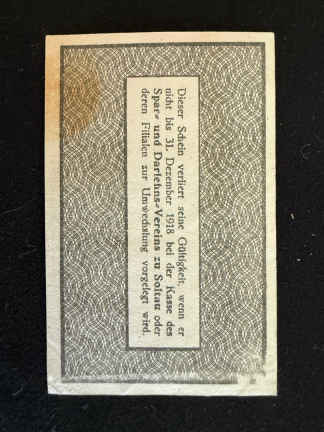 Dieser Schein verliert seine Gültigkeit, wenn er
nicht bis 31. Dezember 1918 bei der Kasse des
Spar- und Darlehns-Vereins zu Soltau oder
deren Filialen zur Umwechslung vorgelegt wird.